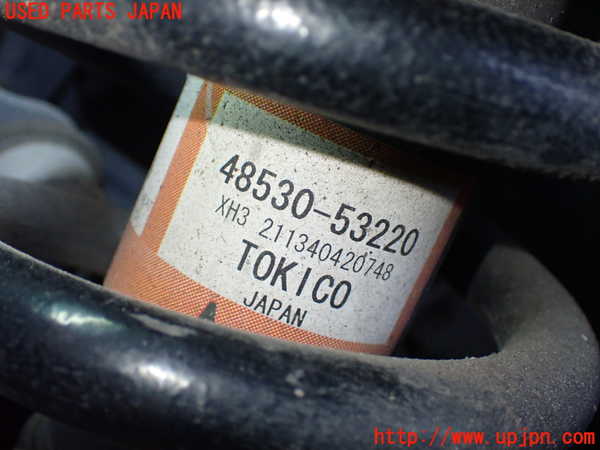 USED PARTS JAPAN
48530-53220
XH3 211340420748
TOKICO
JAPAN
A
http://www.upjpn.com/